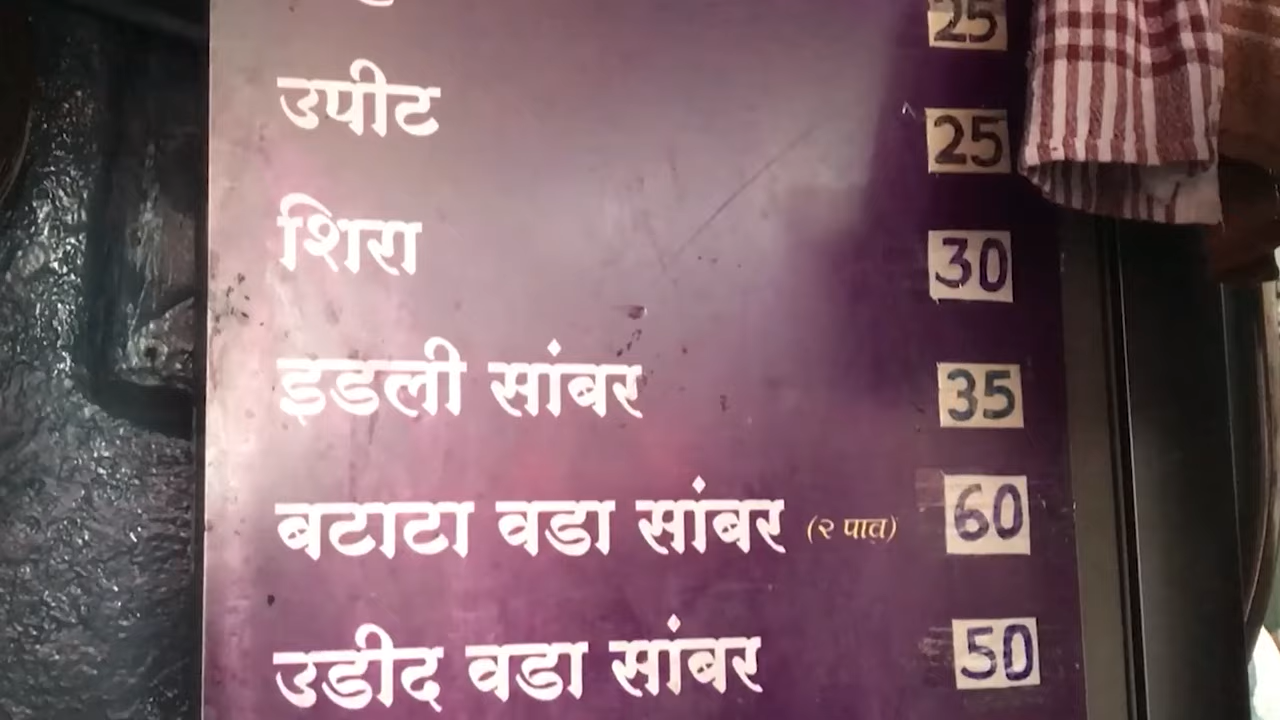 25
उपीट 25
शिरा 30
इडली सांबर 35
बटाटा वडा सांबर (२ पाव) 60
उडीद वडा सांबर 50